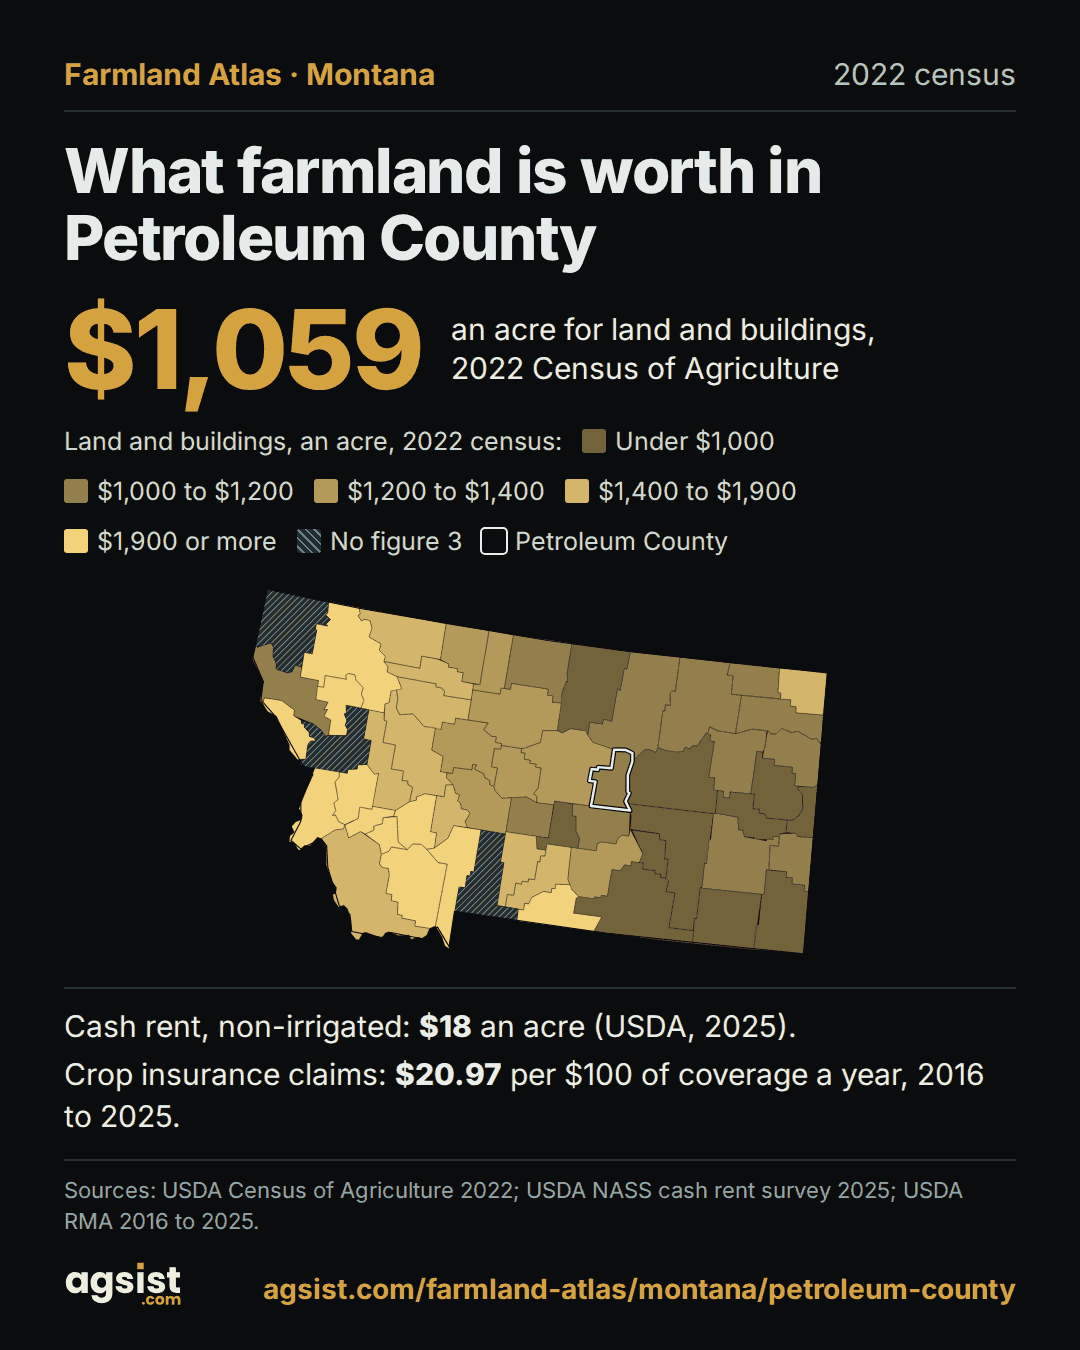 Farmland Atlas · Montana
2022 census
What farmland is worth in
Petroleum County
$1,059
an acre for land and buildings,
2022 Census of Agriculture
Land and buildings, an acre, 2022 census: Under $1,000
$1,000 to $1,200 $1,200 to $1,400 $1,400 to $1,900
$1,900 or more No figure 3 Petroleum County
Cash rent, non-irrigated: $18 an acre (USDA, 2025).
Crop insurance claims: $20.97 per $100 of coverage a year, 2016
to 2025.
Sources: USDA Census of Agriculture 2022; USDA NASS cash rent survey 2025; USDA
RMA 2016 to 2025.
agsist
.com
agsist.com/farmland-atlas/montana/petroleum-county